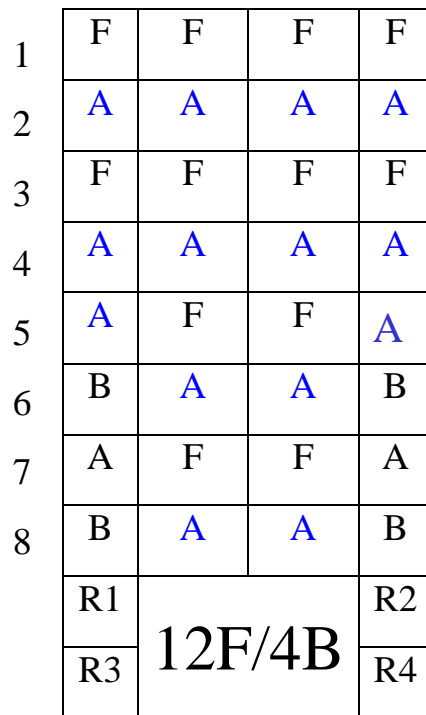 1 F F F F
2 A A A A
3 F F F F
4 A A A A
5 A F F A
6 B A A B
7 A F F A
8 B A A B
R1 12F/4B R2
R3 R4